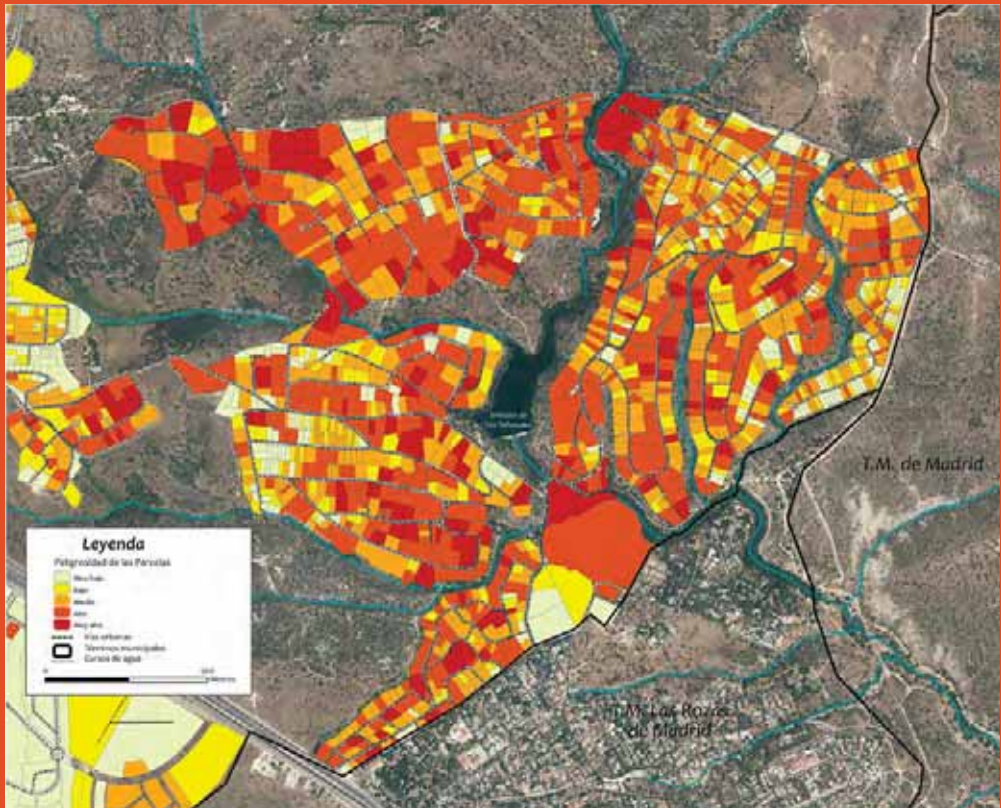 T.M. de Madrid
Leyenda
Peligrosidad de las Parcelas
Muy bajo
Bajo
Medio
Alto
Muy alto
Vías urbanas
Términos municipales
Cursos de agua
0
T.M. Las Rozas
de Madrid